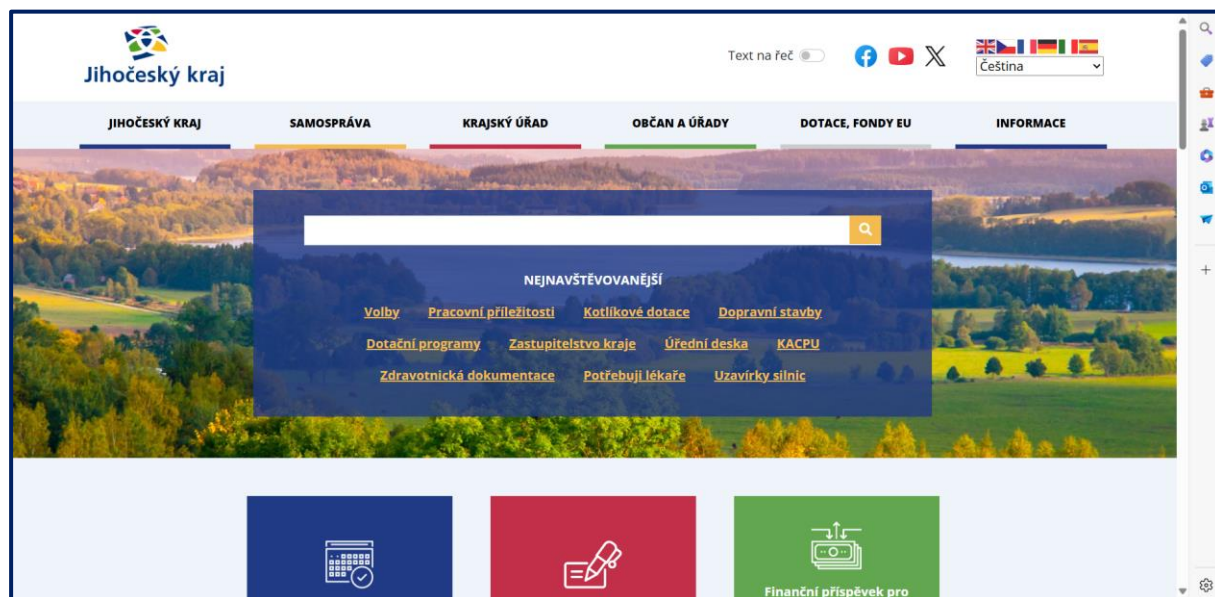 Jihočeský kraj
Text na řeč
Čeština
JIHOČESKÝ KRAJ
SAMOSPRÁVA
KRAJSKÝ ÚŘAD
OBČAN A ÚŘADY
DOTACE, FONDY EU
INFORMACE
NEJNAVŠTĚVOVANĚJŠÍ
Volby Pracovní příležitosti Kotlíkové dotace Dopravní stavby
Dotační programy Zastupitelstvo kraje Úřední deska KACPU
Zdravotnická dokumentace Potřebuji lékaře Uzavírky silnic
Finanční příspěvek pro